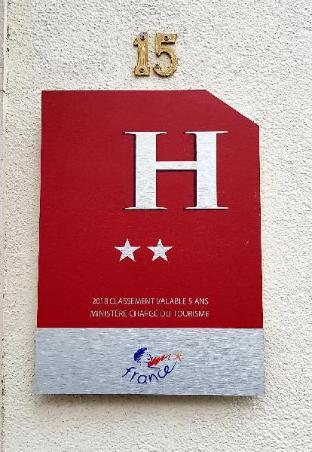 15
H
2018 CLASSEMENT VALABLE 5 ANS
MINISTÈRE CHARGÉ DU TOURISME
france